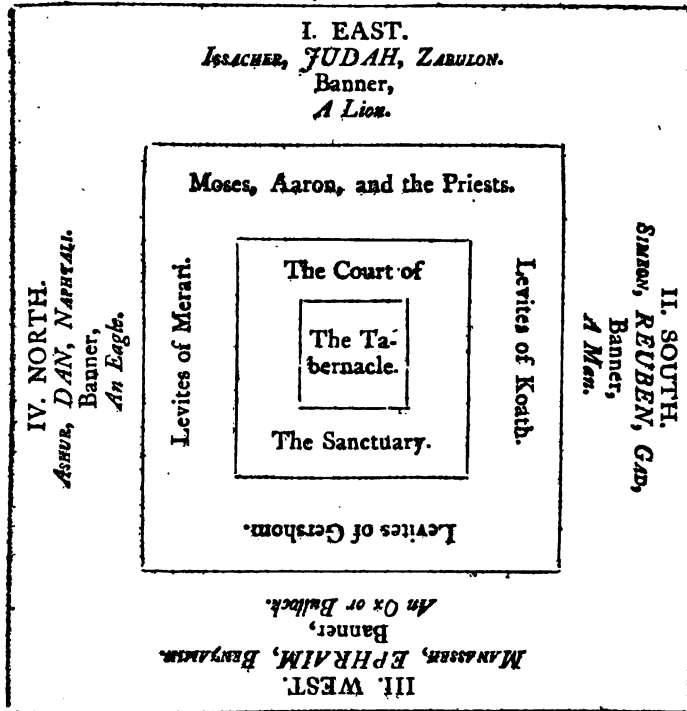 I. EAST.
Issacher, JUDAH, Zabulon.
Banner,
A Lion.
Moses, Aaron, and the Priests.
The Court of
The Ta-
bernacle.
The Sanctuary.
Levites of Merari.
Levites of Koath.
Levites of Gershom.
II. SOUTH.
Simeon, REUBEN, Gad,
Banner,
A Man.
III. WEST.
Manasseh, EPHRAIM, Benjamin.
Banner,
An Ox or Bullock.
IV. NORTH.
Ashur, DAN, Naphtali.
Banner,
An Eagle.